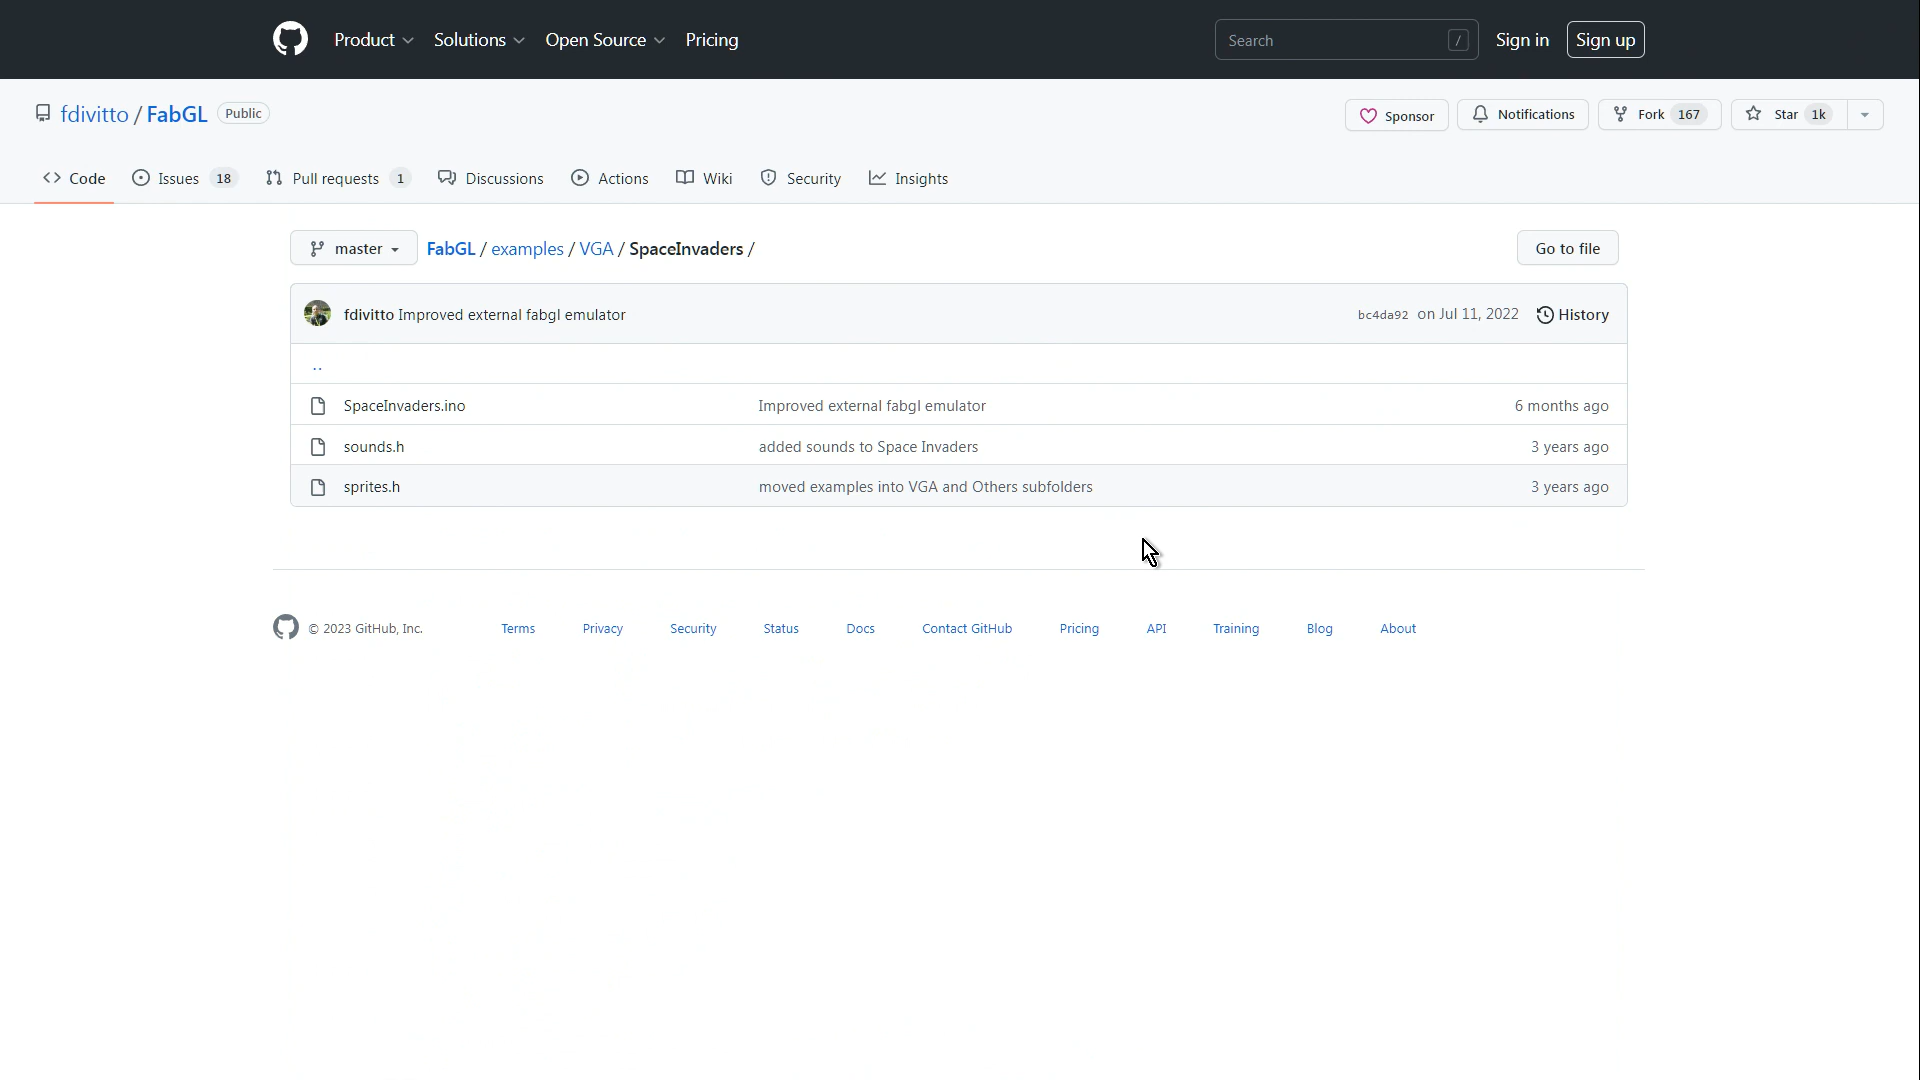 Product Solutions Open Source Pricing Search / Sign in Sign up
fdivitto / FabGL Public Sponsor Notifications Fork 167 Star 1k
Code Issues 18 Pull requests 1 Discussions Actions Wiki Security Insights
master FabGL / examples / VGA / SpaceInvaders / Go to file
fdivitto Improved external fabgl emulator bc4da92 on Jul 11, 2022 History
..
SpaceInvaders.ino Improved external fabgl emulator 6 months ago
sounds.h added sounds to Space Invaders 3 years ago
sprites.h moved examples into VGA and Others subfolders 3 years ago
© 2023 GitHub, Inc. Terms Privacy Security Status Docs Contact GitHub Pricing API Training Blog About